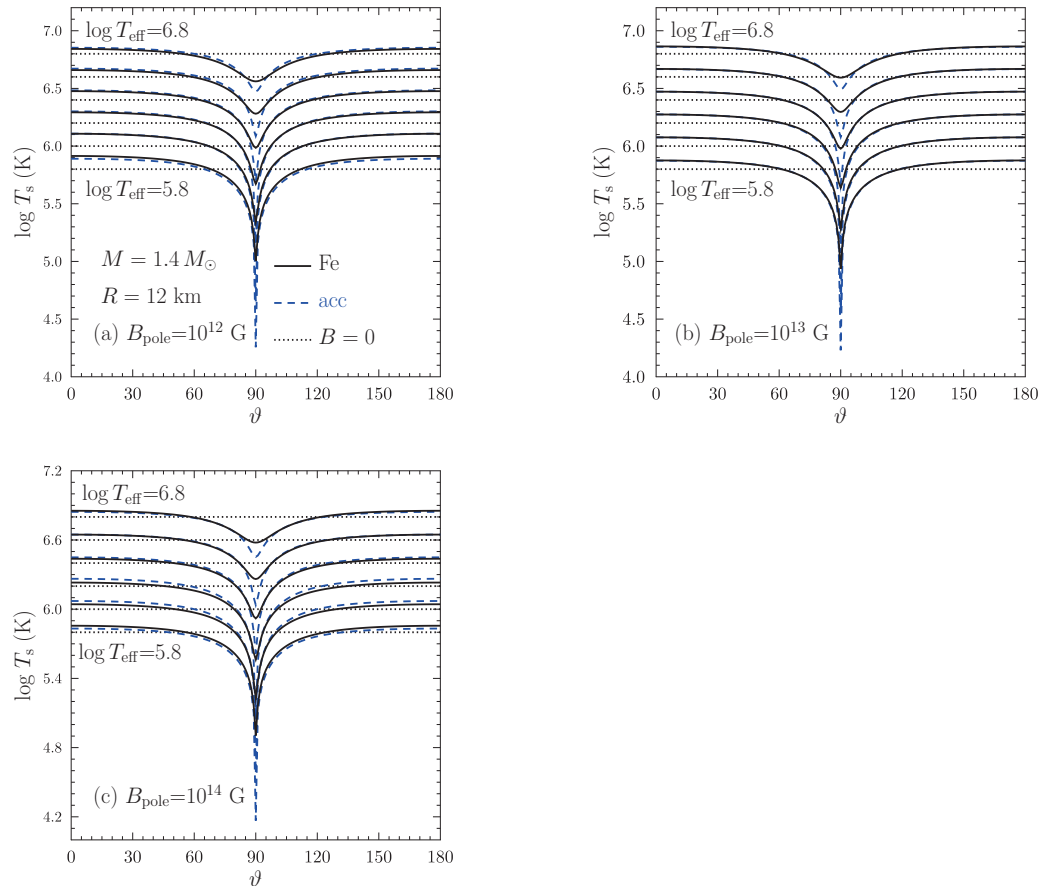 log T_eff=6.8
log T_eff=5.8
M = 1.4 M_⊙
R = 12 km
Fe
acc
B = 0
(a) B_pole=10^12 G
7.0
6.5
6.0
5.5
5.0
4.5
4.0
log T_s (K)
0 30 60 90 120 150 180
ϑ
log T_eff=6.8
log T_eff=5.8
(b) B_pole=10^13 G
7.0
6.5
6.0
5.5
5.0
4.5
4.0
log T_s (K)
0 30 60 90 120 150 180
ϑ
log T_eff=6.8
log T_eff=5.8
(c) B_pole=10^14 G
7.2
6.6
6.0
5.4
4.8
4.2
log T_s (K)
0 30 60 90 120 150 180
ϑ